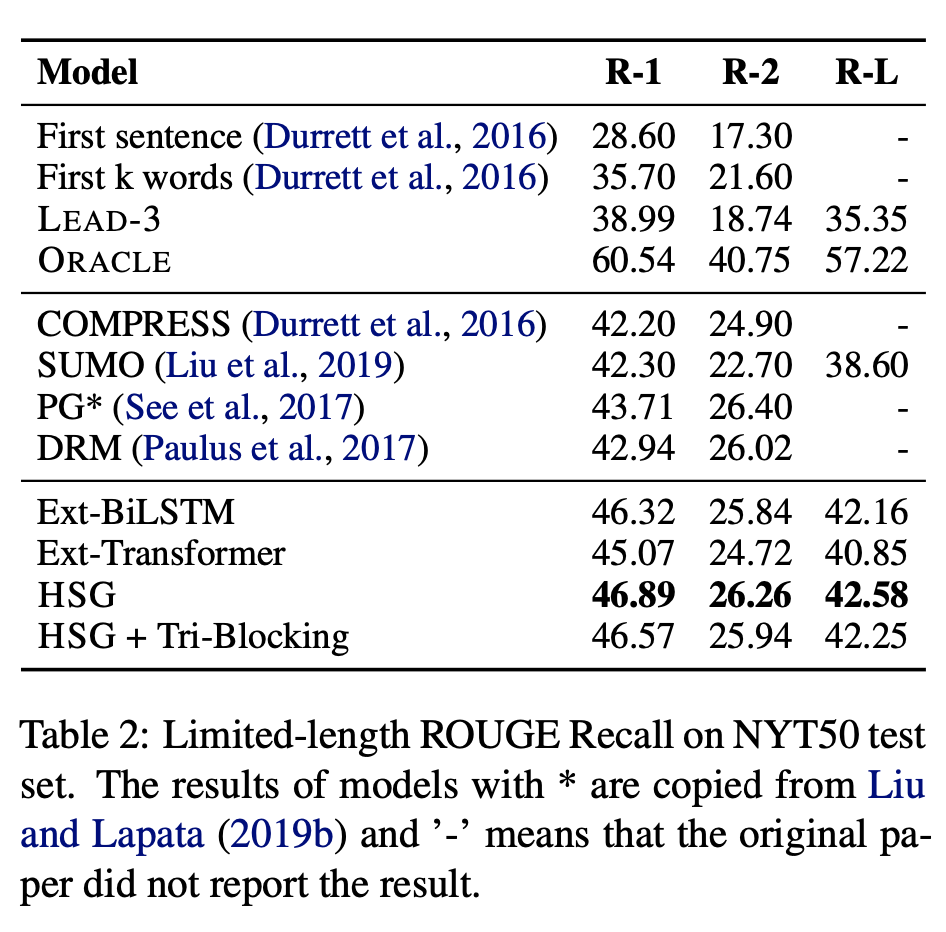 Model R-1 R-2 R-L
First sentence (Durrett et al., 2016) 28.60 17.30 -
First k words (Durrett et al., 2016) 35.70 21.60 -
LEAD-3 38.99 18.74 35.35
ORACLE 60.54 40.75 57.22
COMPRESS (Durrett et al., 2016) 42.20 24.90 -
SUMO (Liu et al., 2019) 42.30 22.70 38.60
PG* (See et al., 2017) 43.71 26.40 -
DRM (Paulus et al., 2017) 42.94 26.02 -
Ext-BiLSTM 46.32 25.84 42.16
Ext-Transformer 45.07 24.72 40.85
HSG 46.89 26.26 42.58
HSG + Tri-Blocking 46.57 25.94 42.25
Table 2: Limited-length ROUGE Recall on NYT50 test
set. The results of models with * are copied from Liu
and Lapata (2019b) and ’-’ means that the original pa-
per did not report the result.